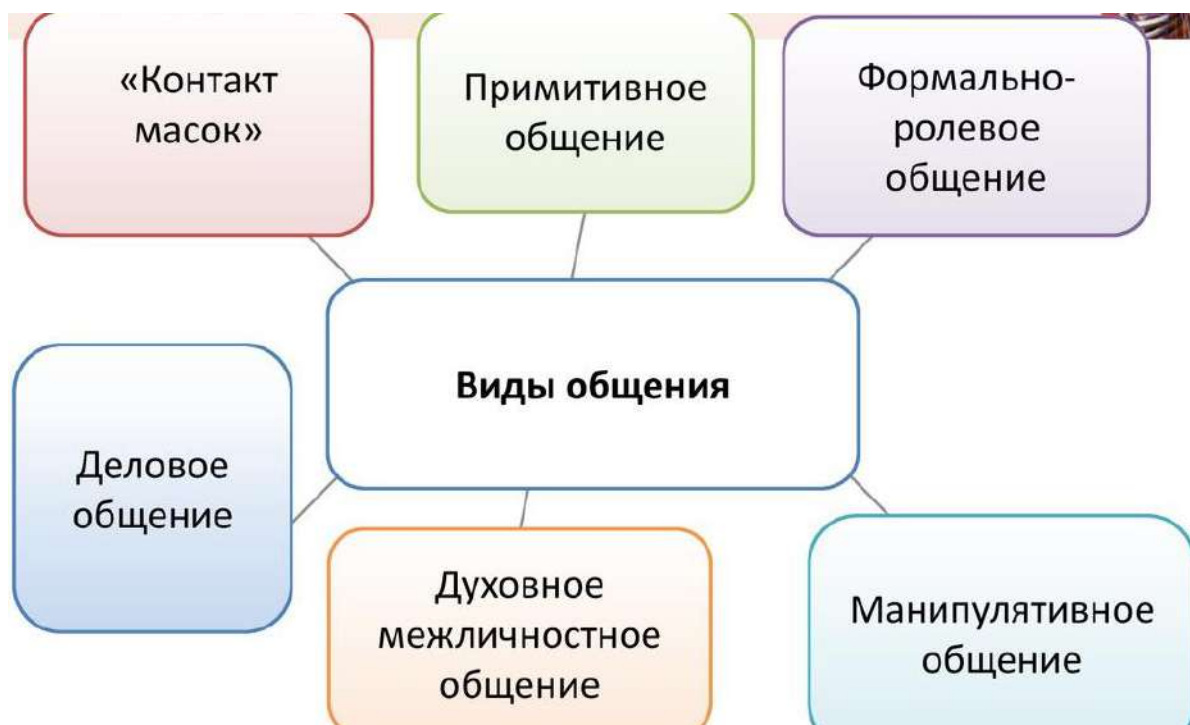 «Контакт
масок»
Примитивное
общение
Формально-
ролевое
общение
Виды общения
Деловое
общение
Духовное
межличностное
общение
Манипулятивное
общение